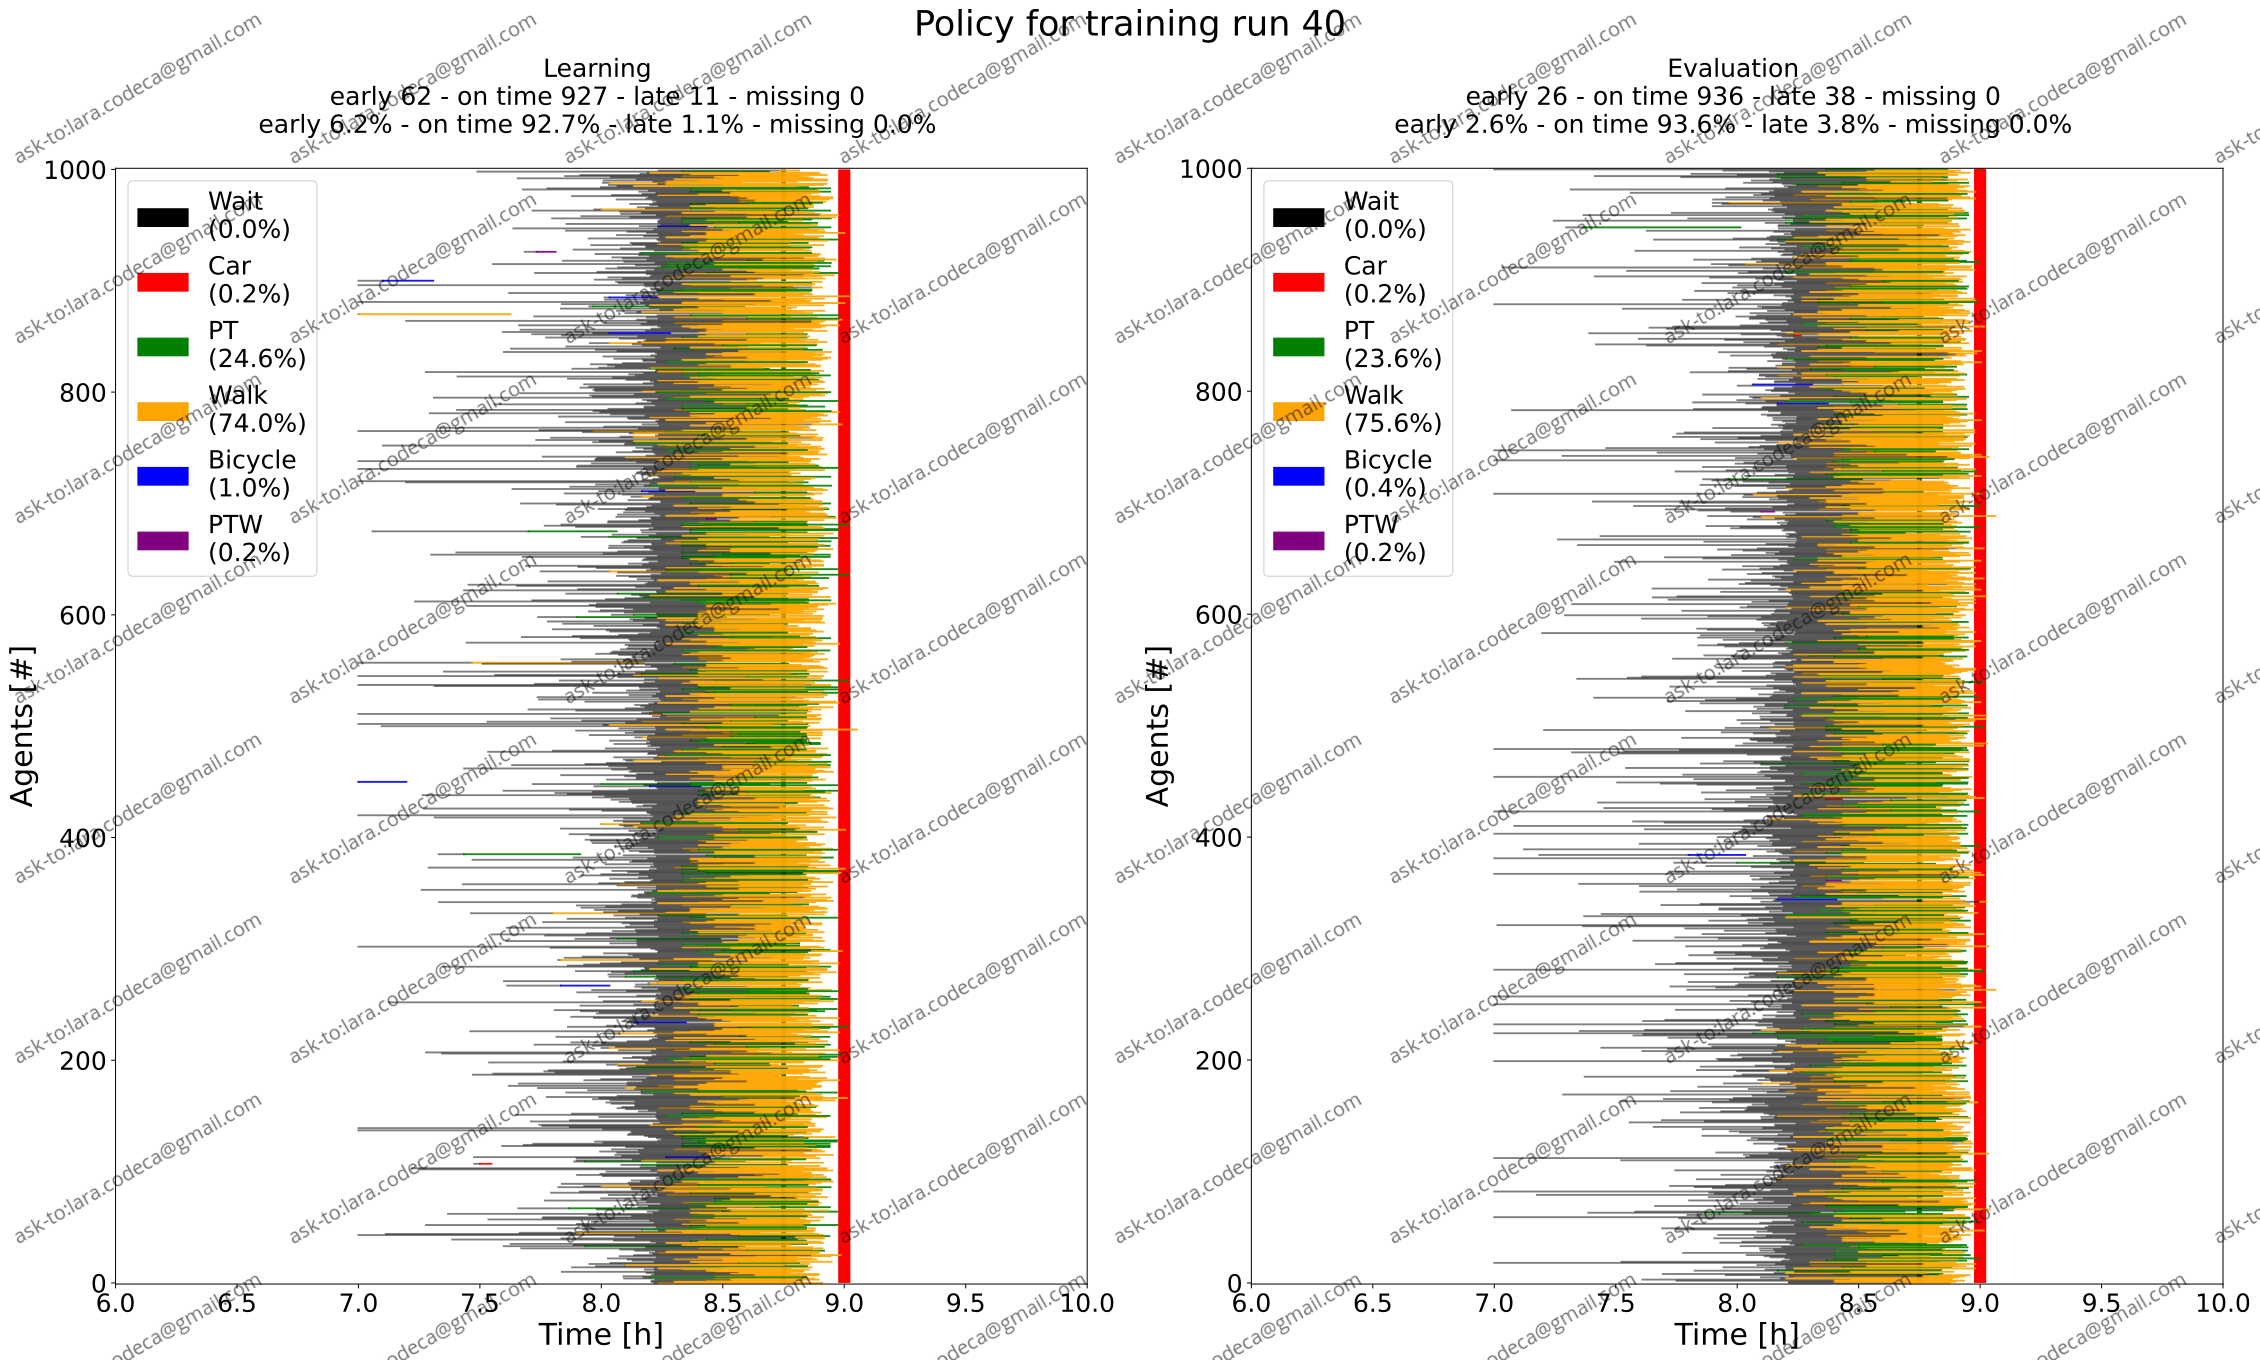 Policy for training run 40
Learning
early 62 - on time 927 - late 11 - missing 0
early 6.2% - on time 92.7% - late 1.1% - missing 0.0%
1000
800
600
400
200
0
Agents [#]
Wait
(0.0%)
Car
(0.2%)
PT
(24.6%)
Walk
(74.0%)
Bicycle
(1.0%)
PTW
(0.2%)
6.0 6.5 7.0 7.5 8.0 8.5 9.0 9.5 10.0
Time [h]
Evaluation
early 26 - on time 936 - late 38 - missing 0
early 2.6% - on time 93.6% - late 3.8% - missing 0.0%
1000
800
600
400
200
0
Agents [#]
Wait
(0.0%)
Car
(0.2%)
PT
(23.6%)
Walk
(75.6%)
Bicycle
(0.4%)
PTW
(0.2%)
6.0 6.5 7.0 7.5 8.0 8.5 9.0 9.5 10.0
Time [h]
ask-to:lara.codeca@gmail.com